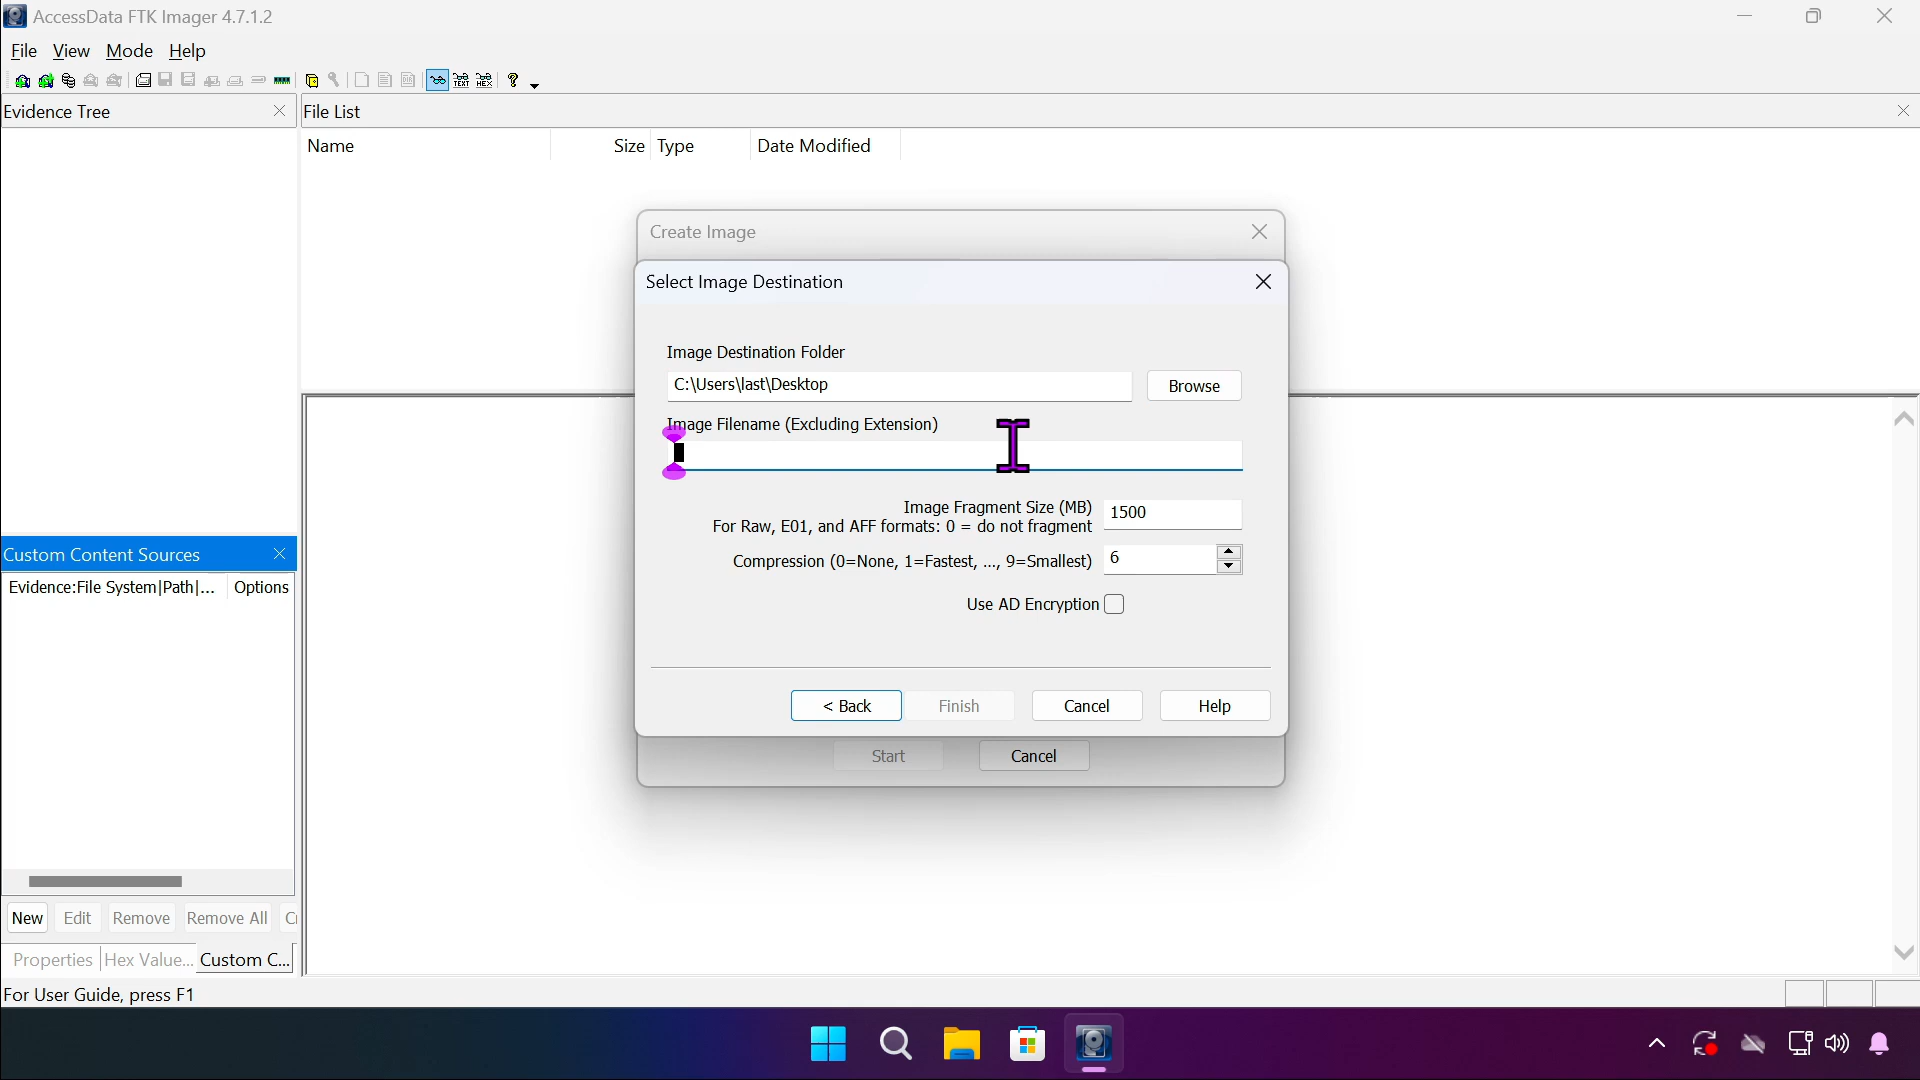 AccessData FTK Imager 4.7.1.2
File View Mode Help
Evidence Tree
File List
Name Size Type Date Modified
Create Image
Select Image Destination
Image Destination Folder
C:\Users\last\Desktop
Browse
Image Filename (Excluding Extension)
Image Fragment Size (MB)
For Raw, E01, and AFF formats: 0 = do not fragment
1500
Compression (0=None, 1=Fastest, ..., 9=Smallest)
6
Use AD Encryption
< Back Finish Cancel Help
Start Cancel
Custom Content Sources
Evidence:File System|Path|... Options
New Edit Remove Remove All
Properties Hex Value... Custom C...
For User Guide, press F1